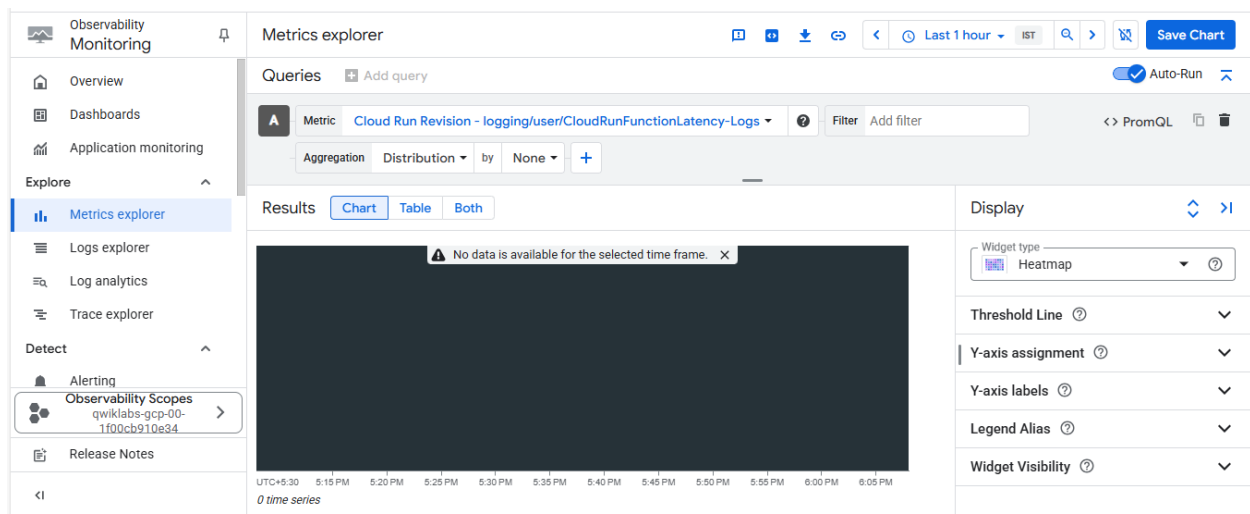 Observability
Monitoring
Overview
Dashboards
Application monitoring
Explore
Metrics explorer
Logs explorer
Log analytics
Trace explorer
Detect
Alerting
Observability Scopes
qwiklabs-gcp-00-
1f00cb910e34
Release Notes
Metrics explorer
Last 1 hour IST
Save Chart
Queries Add query
Auto-Run
A Metric Cloud Run Revision - logging/user/CloudRunFunctionLatency-Logs Filter Add filter
<> PromQL
Aggregation Distribution by None
Results Chart Table Both
No data is available for the selected time frame.
UTC+5:30 5:15 PM 5:20 PM 5:25 PM 5:30 PM 5:35 PM 5:40 PM 5:45 PM 5:50 PM 5:55 PM 6:00 PM 6:05 PM
0 time series
Display
Widget type
Heatmap
Threshold Line
Y-axis assignment
Y-axis labels
Legend Alias
Widget Visibility